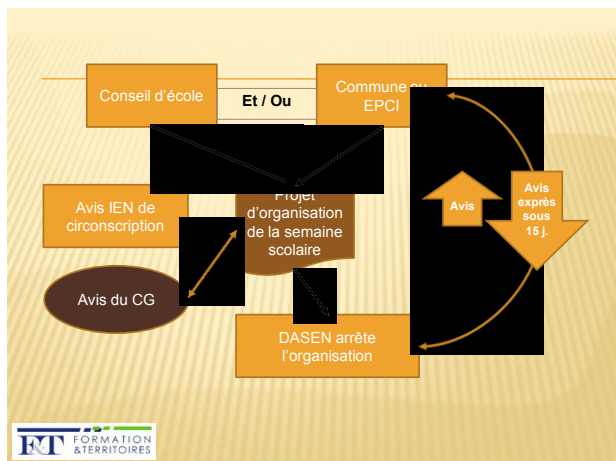 Conseil d'école
Et / Ou
Commune ou
EPCI
Avis IEN de
circonscription
Projet
d'organisation
de la semaine
scolaire
Avis
Avis
exprès
sous
15 j.
Avis du CG
DASEN arrête
l'organisation
F&T FORMATION
&TERRITOIRES